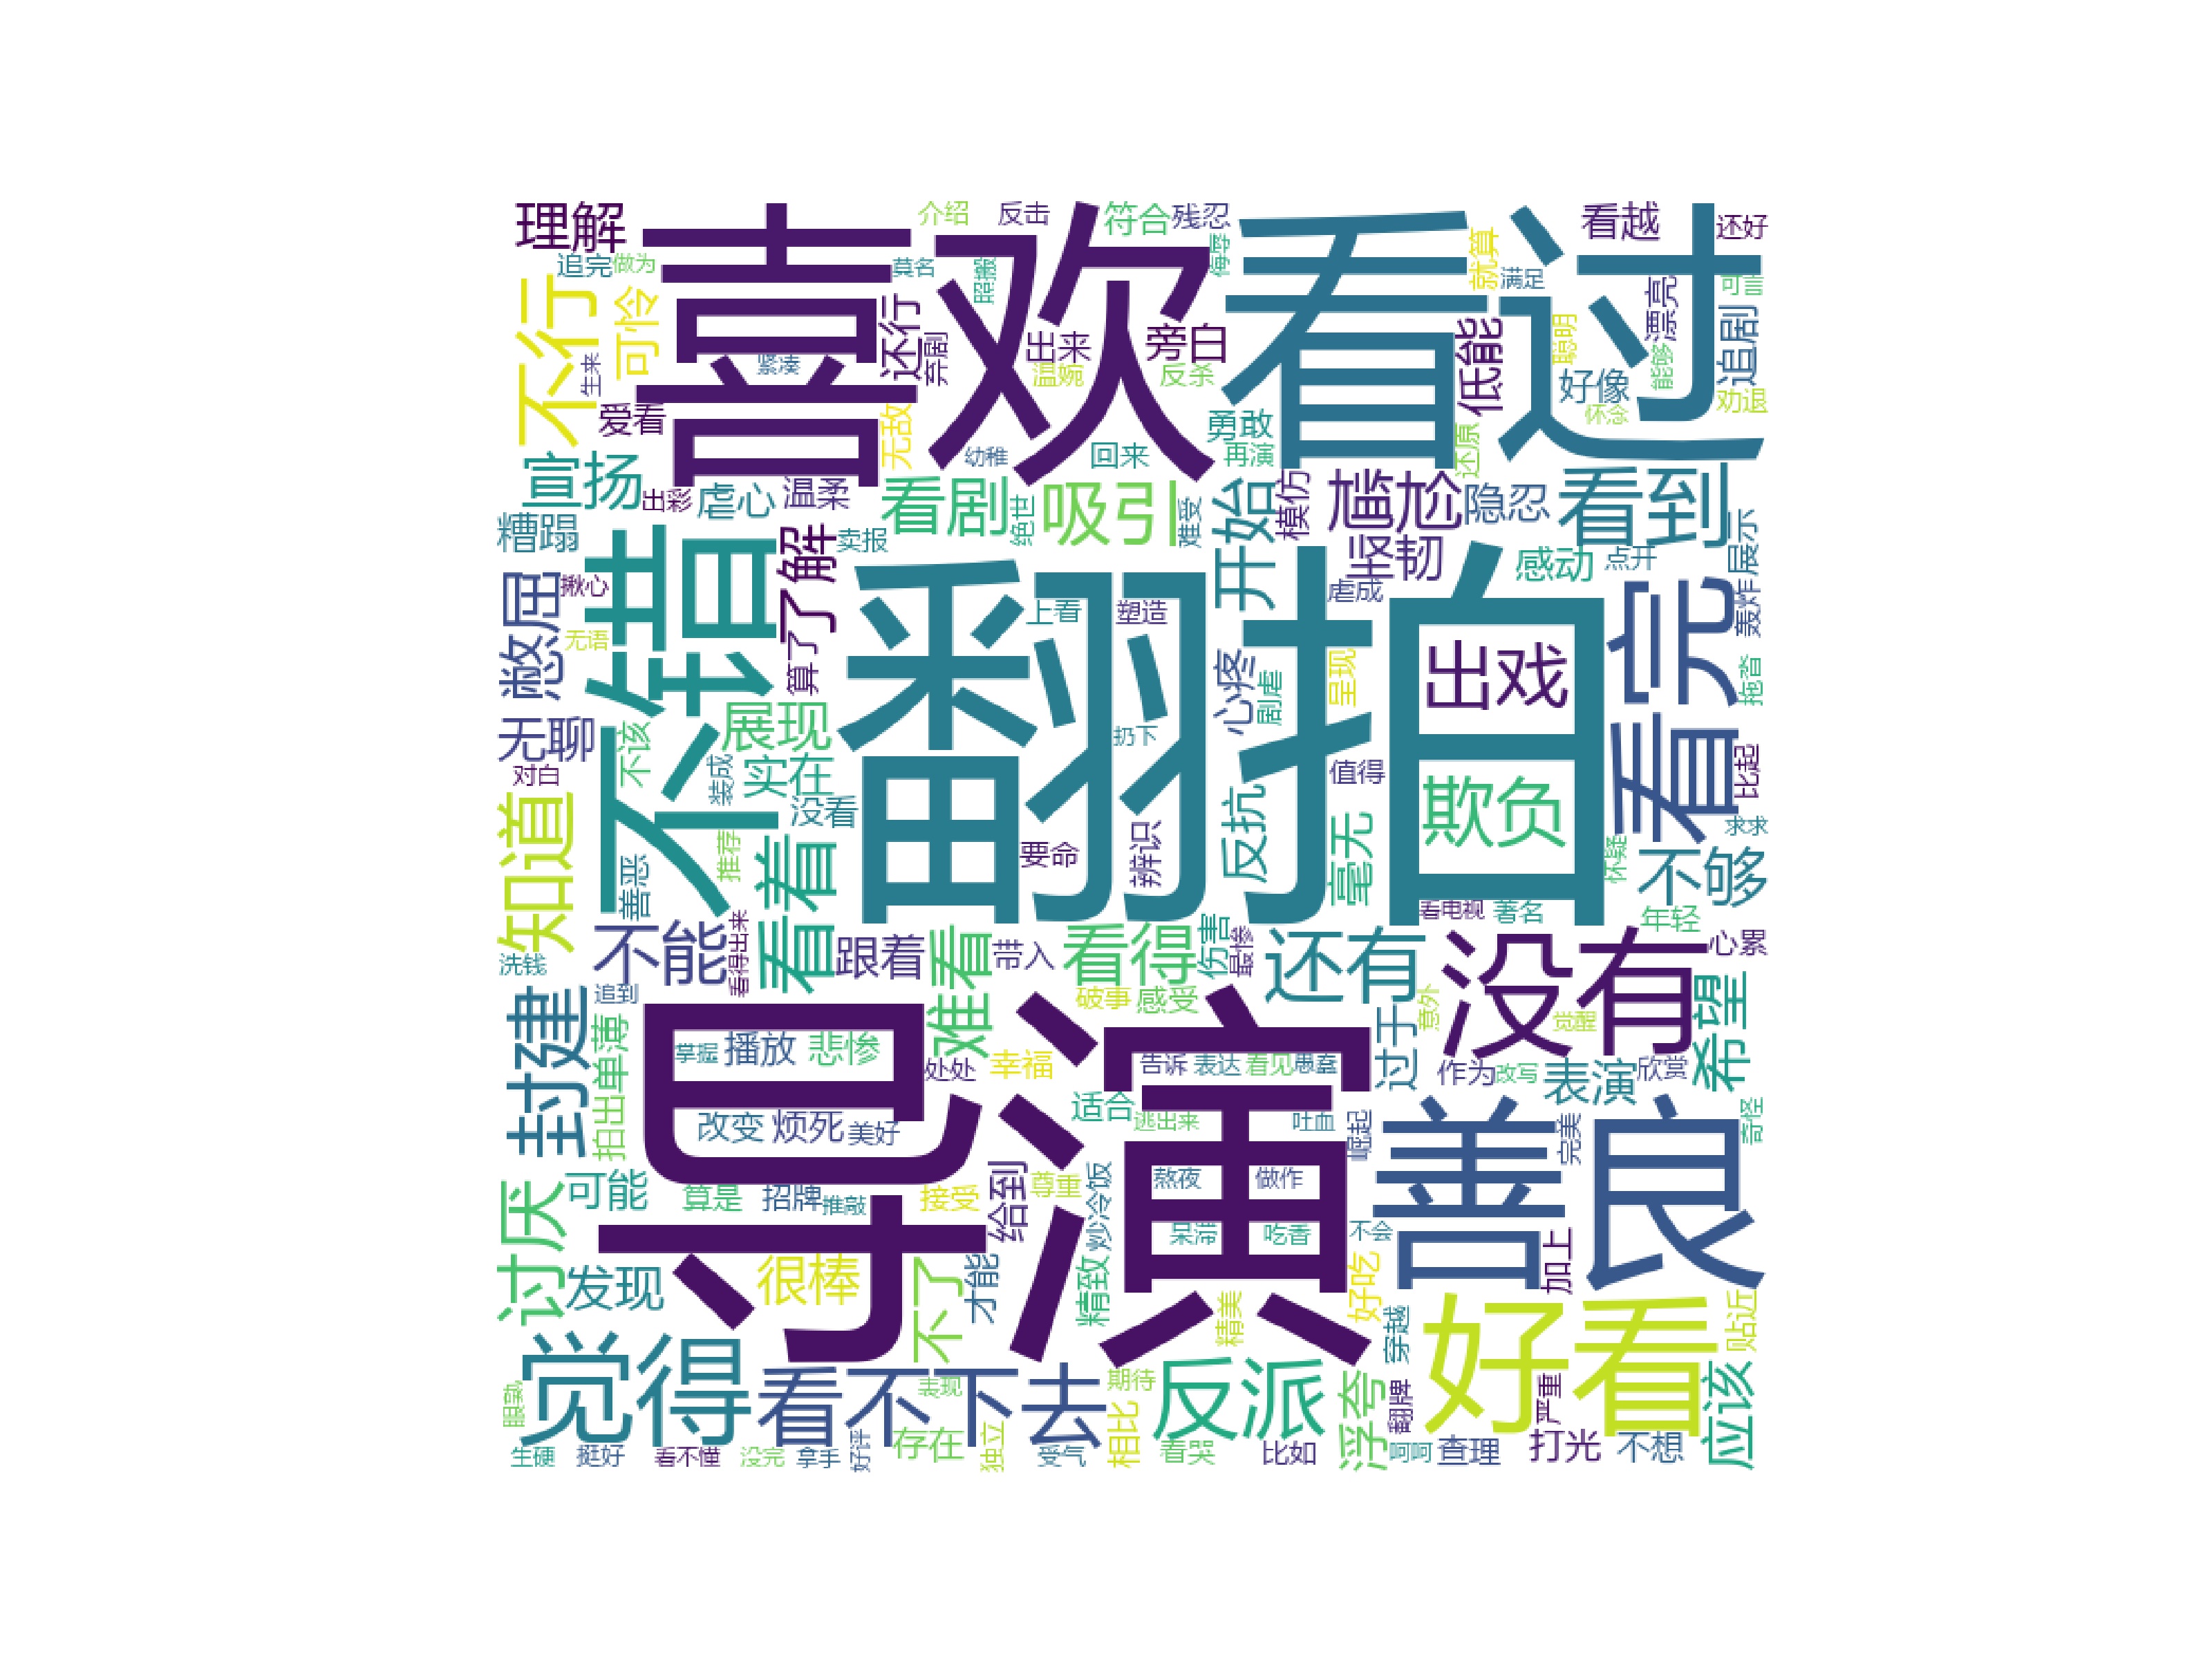 理解
喜欢
看过
介绍
反击
符合
残忍
看越
还好
追完
做为
莫名
照搬
侮辱
就算
满足
漂亮
可言
不行
可怜
还行
弃剧
出来
旁白
低能
聪明
能够
追剧
生来
紧凑
温婉
反杀
好像
怀念
劝退
爱看
无敌
幼稚
回来
勇敢
再演
还原
宣扬
出彩
虐心
温柔
看剧
绝世
吸引
难受
开始
模仿
尴尬
隐忍
看到
糟蹋
不错
了解
卖报
翻拍
坚韧
感动
点开
展示
憋屈
揪心
无语
算了
上看
塑造
虐成
出戏
看完
轰炸
拖沓
无聊
不该
展现
心疼
剧虐
呈现
扔下
对白
装成
实在
没看
值得
欺负
比起
求求
知道
善恶
推荐
看着
要命
辨识
反抗
毫无
怀疑
不够
看电视
著名
年轻
洗钱
不能
看得出来
跟着
难看
带入
看得
伤害
最惨
还有
没有
心累
封建
追到
导演
破事
感受
过于
意外
觉醒
希望
拍出
单薄
掌握
播放
悲惨
处处
幸福
告诉
表达
看见
愚蠢
作为
改写
表演
欣赏
改变
烦死
美好
适合
逃出来
吐血
崛起
善良
完美
奇怪
讨厌
可能
算是
招牌
推敲
接受
给到
尊重
炒冷饭
熬夜
做作
呆滞
吃香
不会
加上
发现
很棒
不了
才能
精致
精美
好吃
穿越
好看
贴近
觉得
看不下去
表现
期待
反派
浮夸
翻牌
严重
应该
生硬
挺好
看不懂
没完
拿手
好评
存在
独立
受气
相比
看哭
比如
呵呵
查理
打光
不想